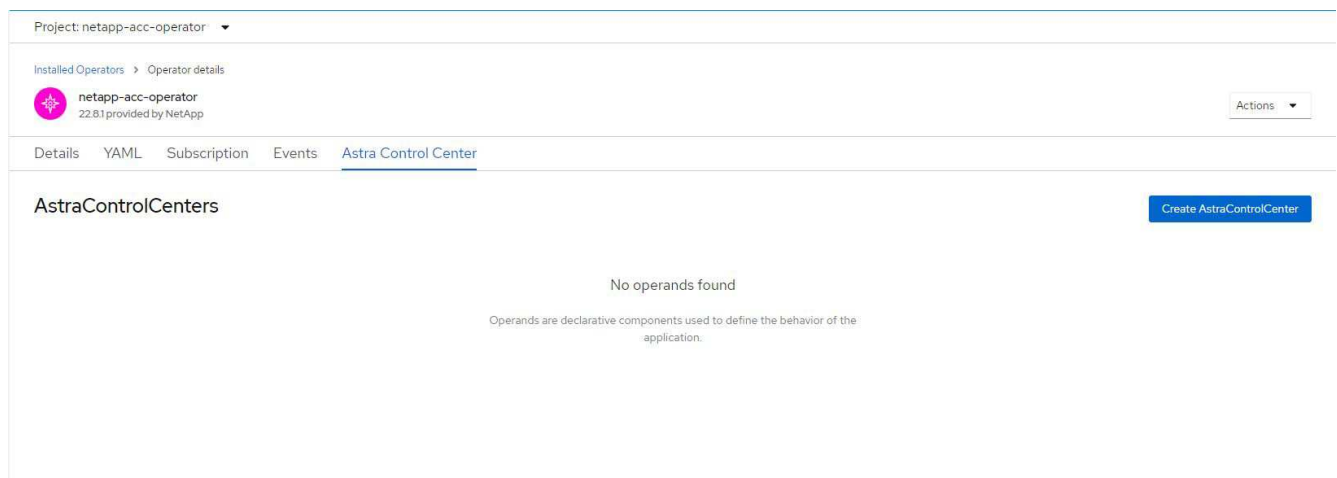 Project: netapp-acc-operator
Installed Operators > Operator details
netapp-acc-operator
22.8.1 provided by NetApp
Actions
Details YAML Subscription Events Astra Control Center
AstraControlCenters
Create AstraControlCenter
No operands found
Operands are declarative components used to define the behavior of the
application.